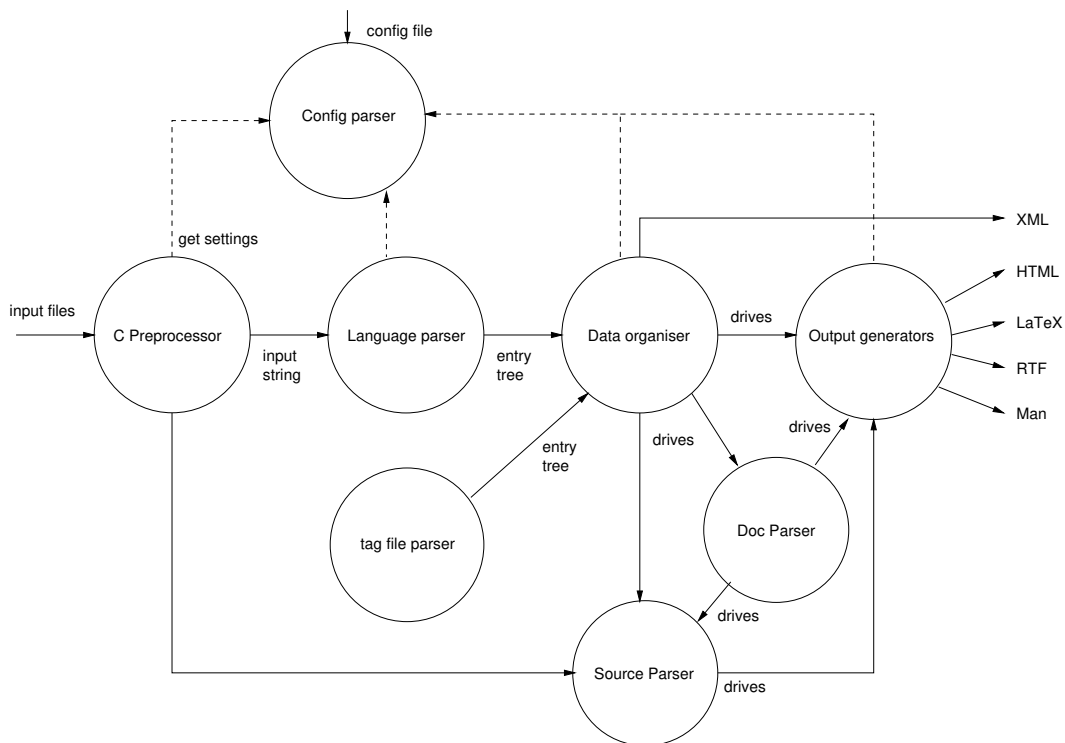 config file
Config parser
get settings
XML
HTML
input files
drives
LaTeX
C Preprocessor
Language parser
Data organiser
Output generators
input
string
entry
tree
RTF
Man
drives
drives
entry
tree
Doc Parser
tag file parser
drives
Source Parser
drives